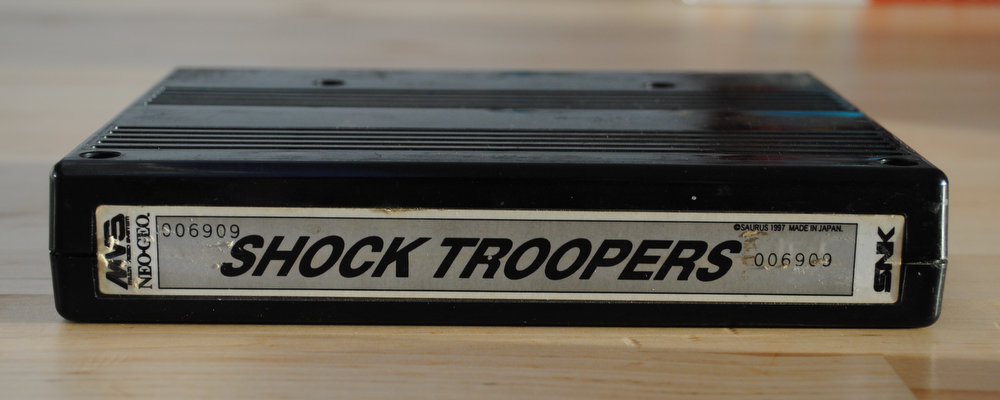 MVS
NEO•GEO
006909
SHOCK TROOPERS
©SAURUS 1997 MADE IN JAPAN.
006909
SNK